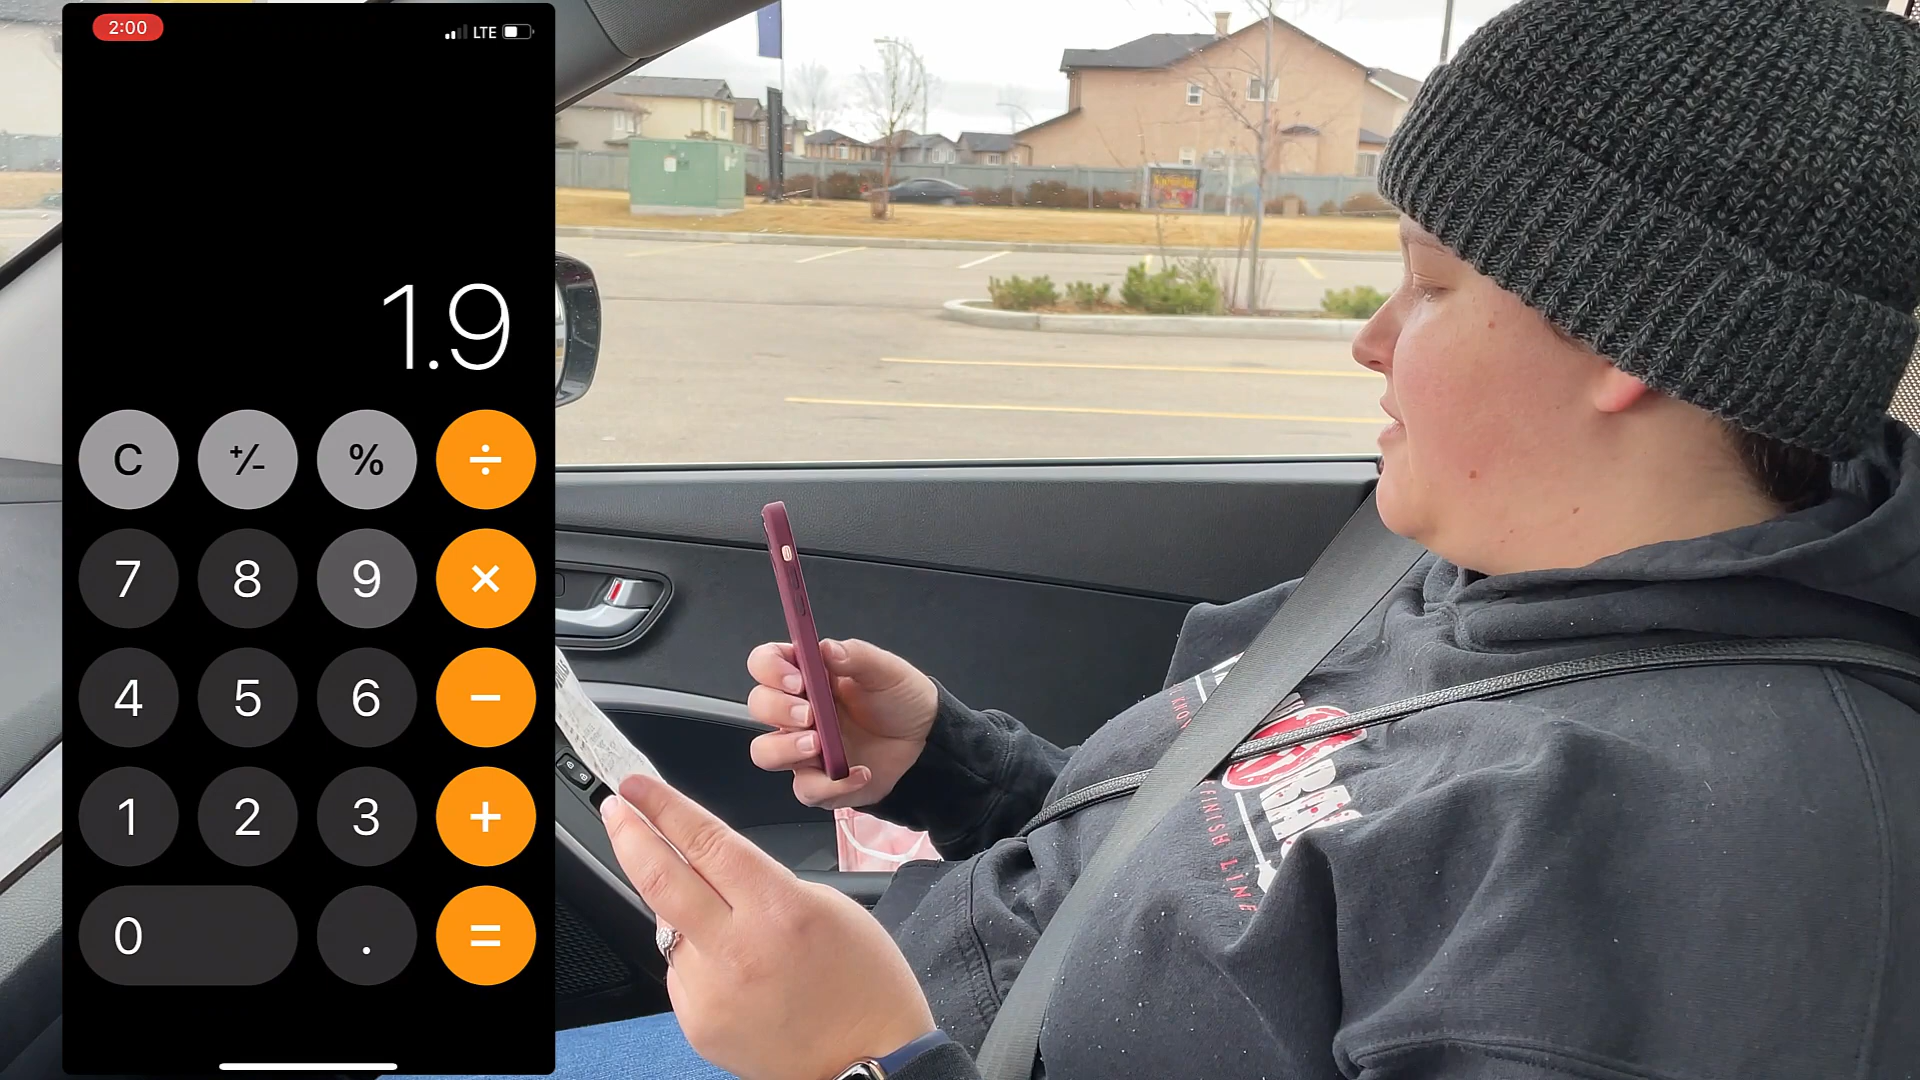 2:00 LTE
1.9
C +/- % ÷
7 8 9 ×
4 5 6 −
1 2 3 +
0 . =
FINISH LINE